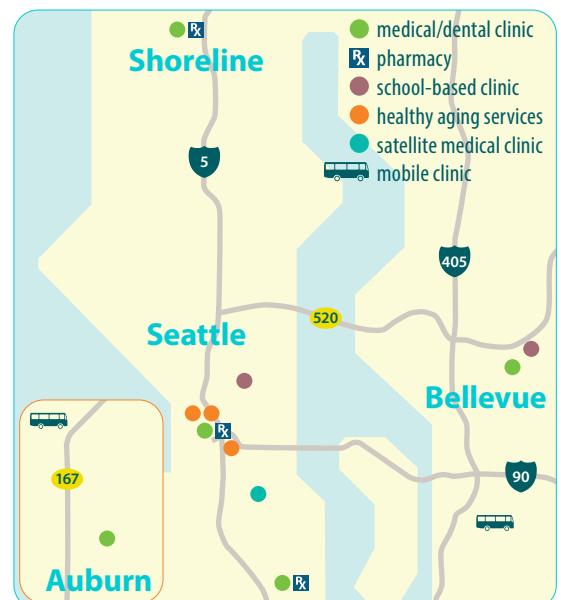 ℞
Shoreline
medical/dental clinic
℞ pharmacy
school-based clinic
healthy aging services
satellite medical clinic
mobile clinic
5
405
520
Seattle
Bellevue
℞
167
90
Auburn
℞